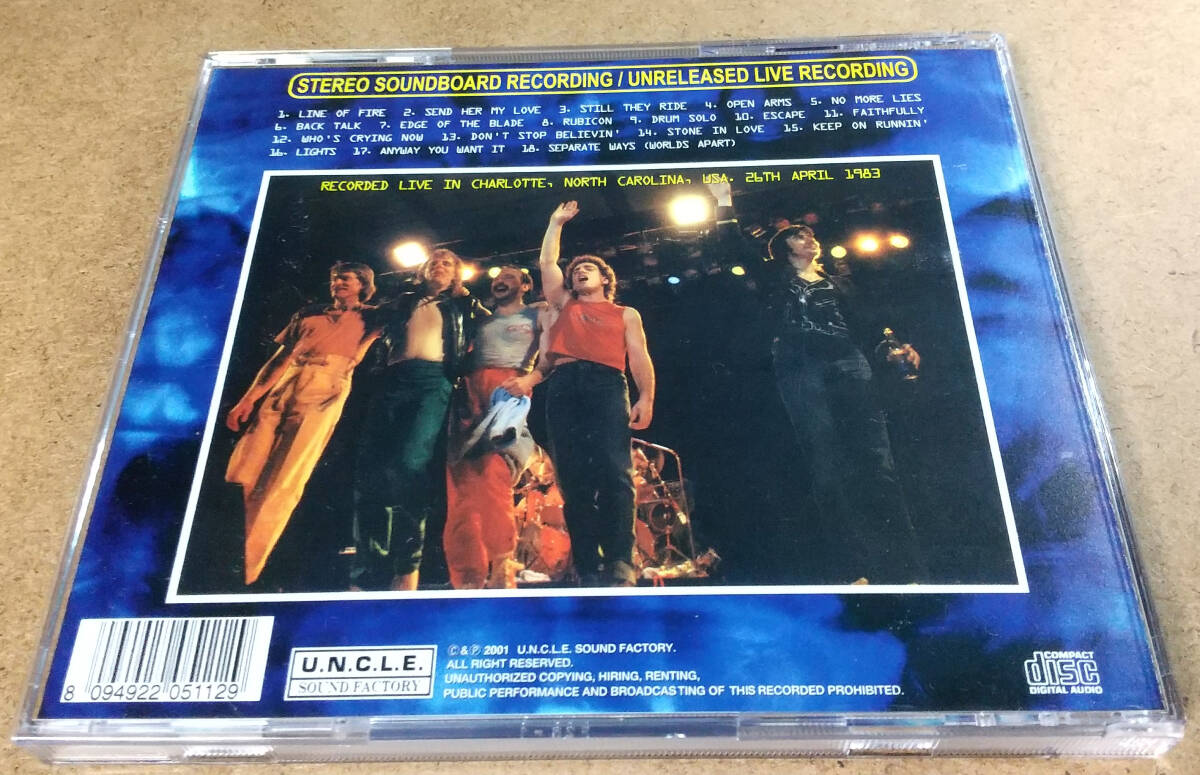 STEREO SOUNDBOARD RECORDING / UNRELEASED LIVE RECORDING
1. LINE OF FIRE 2. SEND HER MY LOVE 3. STILL THEY RIDE 4. OPEN ARMS 5. NO MORE LIES
6. BACK TALK 7. EDGE OF THE BLADE 8. RUBICON 9. DRUM SOLO 10. ESCAPE 11. FAITHFULLY
12. WHO'S CRYING NOW 13. DON'T STOP BELIEVIN' 14. STONE IN LOVE 15. KEEP ON RUNNIN'
16. LIGHTS 17. ANYWAY YOU WANT IT 18. SEPARATE WAYS (WORLDS APART)
RECORDED LIVE IN CHARLOTTE, NORTH CAROLINA, USA. 26TH APRIL 1983
8 094922 051129
U.N.C.L.E.
SOUND FACTORY
©&℗ 2001 U.N.C.L.E. SOUND FACTORY.
ALL RIGHT RESERVED.
UNAUTHORIZED COPYING, HIRING, RENTING,
PUBLIC PERFORMANCE AND BROADCASTING OF THIS RECORDED PROHIBITED.
COMPACT
disc
DIGITAL AUDIO